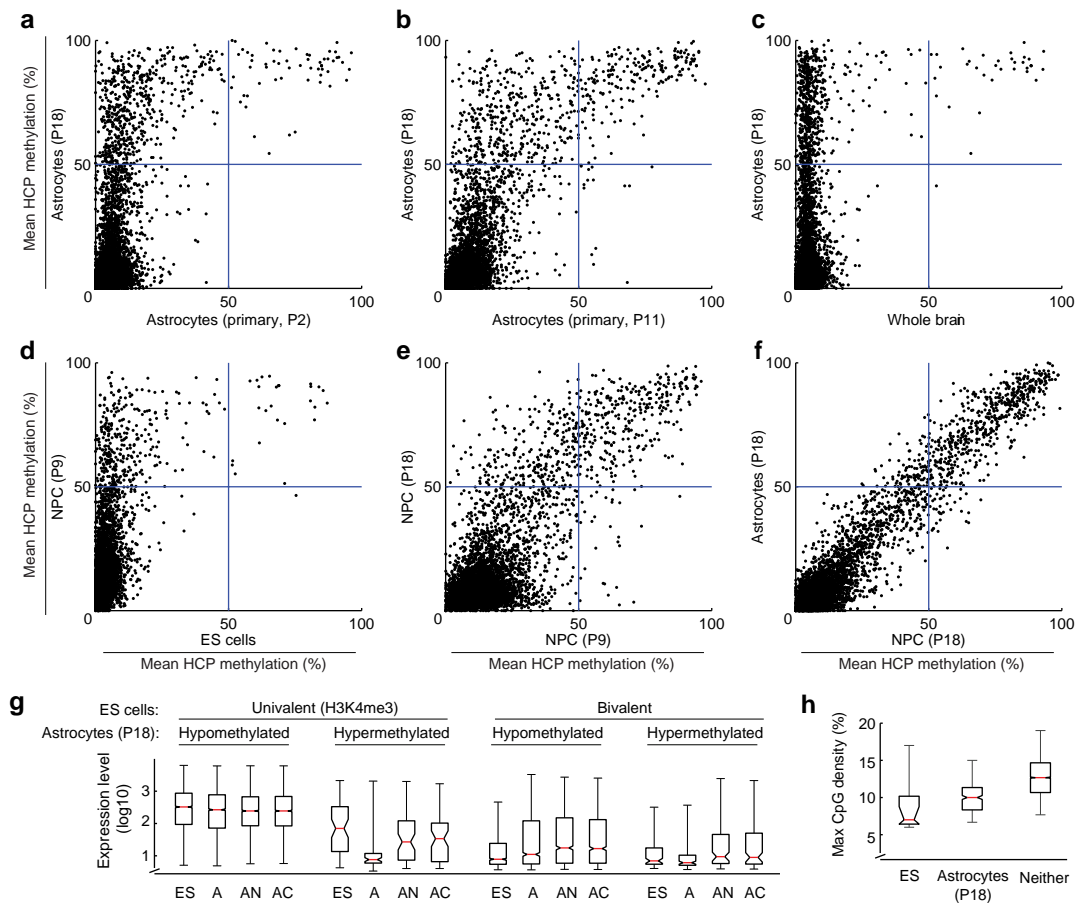 a
b
c
Mean HCP methylation (%)
Astrocytes (P18)
100
50
0
50
100
Astrocytes (primary, P2)
Astrocytes (P18)
100
50
0
50
100
Astrocytes (primary, P11)
Astrocytes (P18)
100
50
0
50
100
Whole brain
d
e
f
Mean HCP methylation (%)
NPC (P9)
100
50
0
50
100
ES cells
Mean HCP methylation (%)
NPC (P18)
100
50
0
50
100
NPC (P9)
Mean HCP methylation (%)
Astrocytes (P18)
100
50
0
50
100
NPC (P18)
Mean HCP methylation (%)
g
ES cells: Univalent (H3K4me3) Bivalent
Astrocytes (P18): Hypomethylated Hypermethylated Hypomethylated Hypermethylated
Expression level
(log10)
3
2
1
ES A AN AC ES A AN AC ES A AN AC ES A AN AC
h
Max CpG density (%)
20
15
10
5
ES Astrocytes (P18) Neither